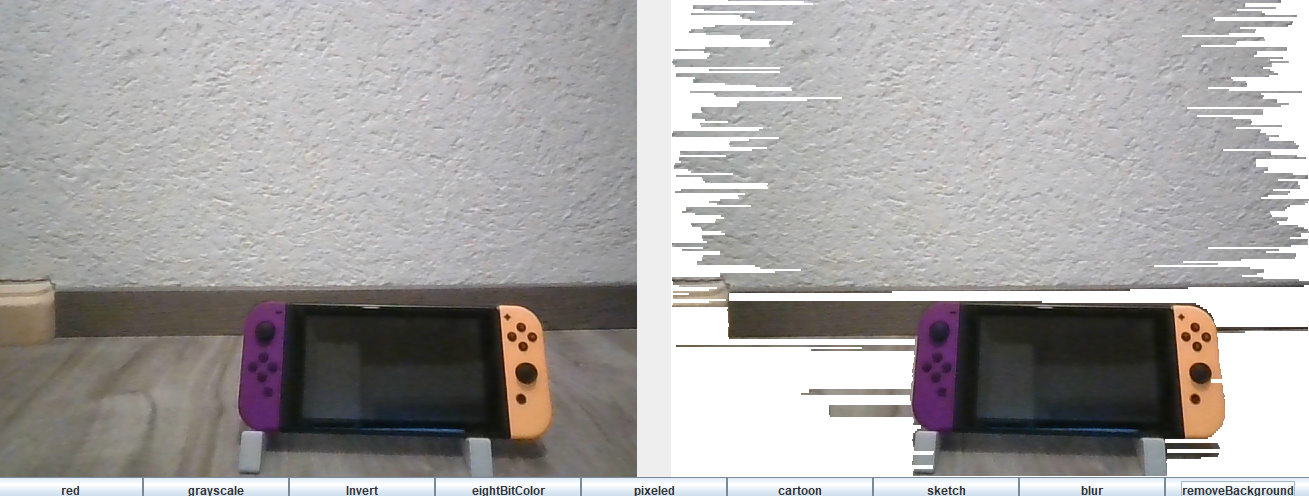 red
grayscale
Invert
eightBitColor
pixeled
cartoon
sketch
blur
removeBackground